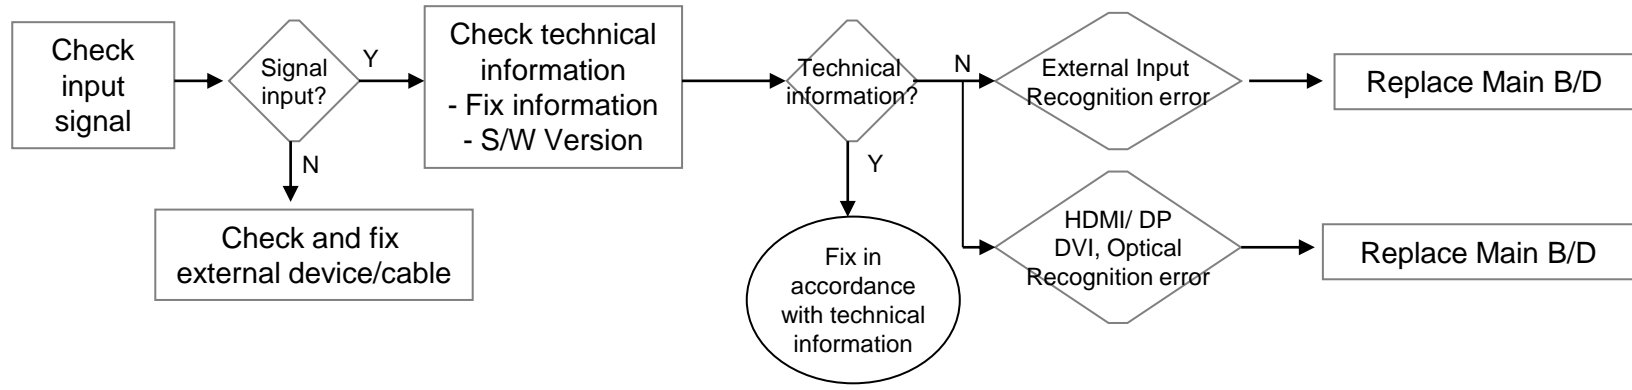 Check
input
signal
Signal
input?
Y
N
Check and fix
external device/cable
Check technical
information
- Fix information
- S/W Version
Technical
information?
N
Y
Fix in
accordance
with technical
information
External Input
Recognition error
Replace Main B/D
HDMI/ DP
DVI, Optical
Recognition error
Replace Main B/D